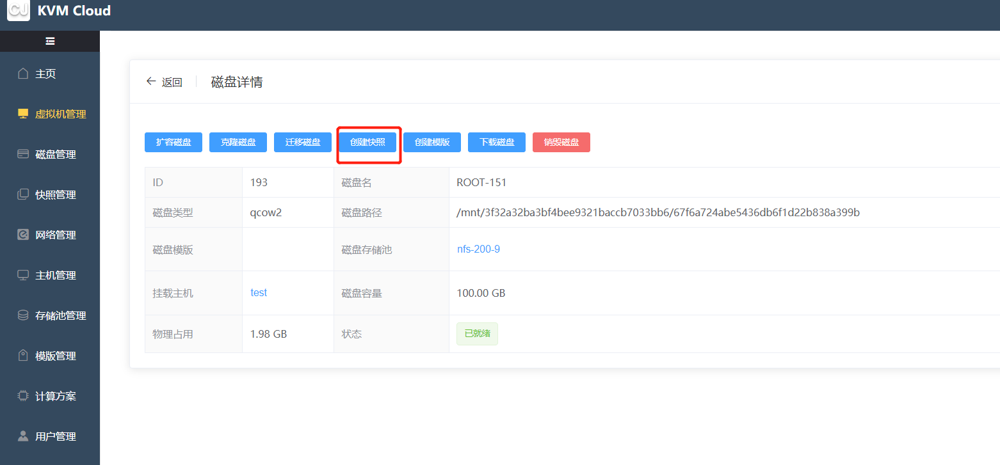 CJ KVM Cloud
主页
虚拟机管理
磁盘管理
快照管理
网络管理
主机管理
存储池管理
模版管理
计算方案
用户管理
返回 磁盘详情
扩容磁盘 克隆磁盘 迁移磁盘 创建快照 创建模版 下载磁盘 销毁磁盘
ID 193 磁盘名 ROOT-151
磁盘类型 qcow2 磁盘路径 /mnt/3f32a32ba3bf4bee9321baccb7033bb6/67f6a724abe5436db6f1d22b838a399b
磁盘模版 磁盘存储池 nfs-200-9
挂载主机 test 磁盘容量 100.00 GB
物理占用 1.98 GB 状态 已就绪